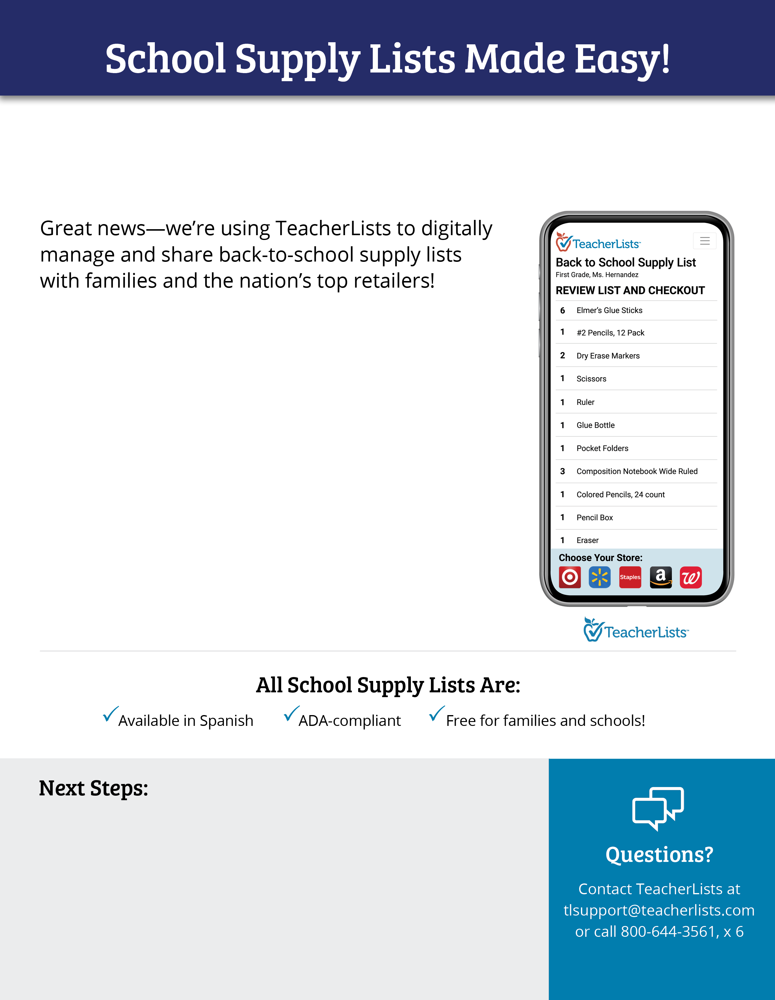 School Supply Lists Made Easy!
Great news—we’re using TeacherLists to digitally
manage and share back-to-school supply lists
with families and the nation’s top retailers!
TeacherLists™
Back to School Supply List
First Grade, Ms. Hernandez
REVIEW LIST AND CHECKOUT
6 Elmer’s Glue Sticks
1 #2 Pencils, 12 Pack
2 Dry Erase Markers
1 Scissors
1 Ruler
1 Glue Bottle
1 Pocket Folders
3 Composition Notebook Wide Ruled
1 Colored Pencils, 24 count
1 Pencil Box
1 Eraser
Choose Your Store:
Staples a W
TeacherLists™
All School Supply Lists Are:
Available in Spanish ADA-compliant Free for families and schools!
Next Steps:
Questions?
Contact TeacherLists at
tlsupport@teacherlists.com
or call 800-644-3561, x 6